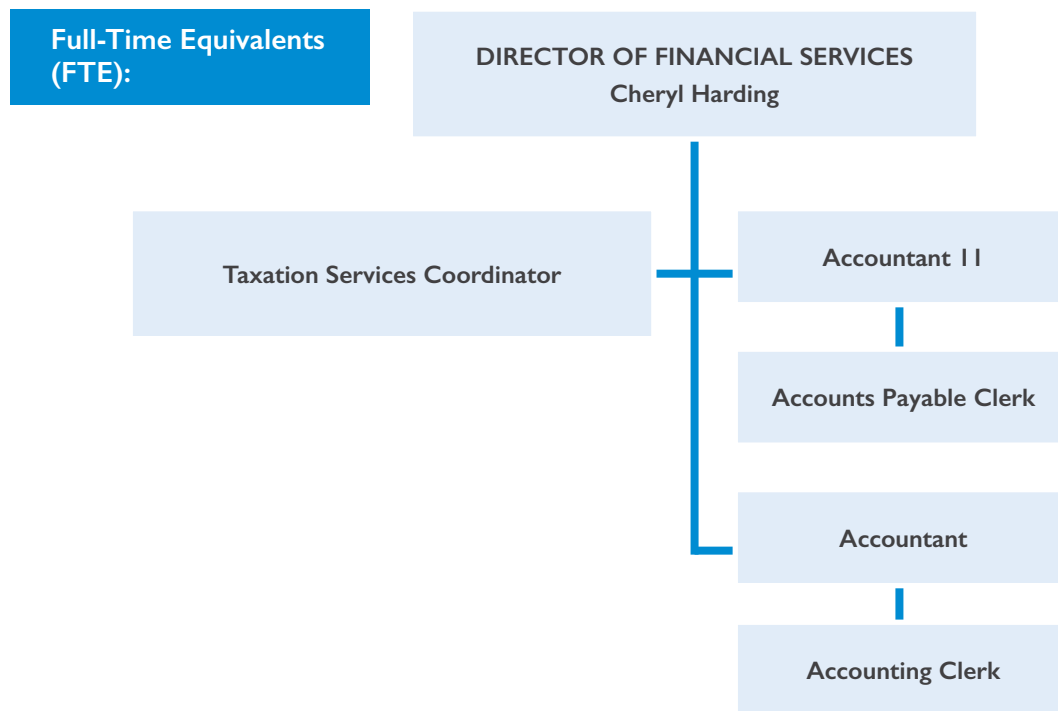 Full-Time Equivalents
(FTE):
DIRECTOR OF FINANCIAL SERVICES
Cheryl Harding
Taxation Services Coordinator
Accountant 11
Accounts Payable Clerk
Accountant
Accounting Clerk